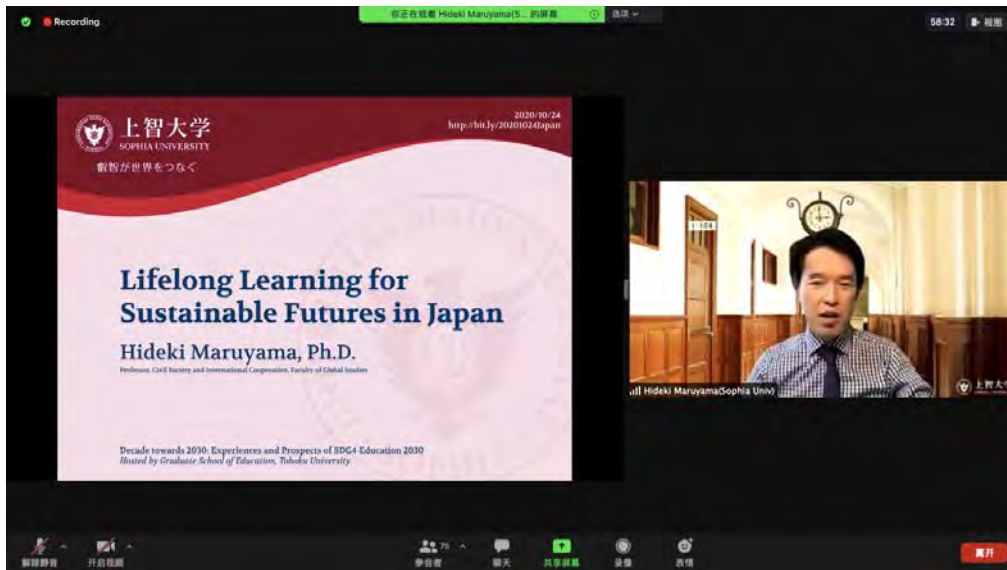 Recording
你正在观看 Hideki Maruyama(S... 的屏幕
选项
58:32
视图
上智大学
SOPHIA UNIVERSITY
叡智が世界をつなぐ
2020/10/24
http://bit.ly/20201024Japan
Lifelong Learning for
Sustainable Futures in Japan
Hideki Maruyama, Ph.D.
Professor, Civil Society and International Cooperation, Faculty of Global Studies
Decade towards 2030: Experiences and Prospects of SDG4-Education 2030
Hosted by Graduate School of Education, Tohoku University
Hideki Maruyama(Sophia Univ)
上智大学
解除静音
开启视频
参会者
75
聊天
共享屏幕
录像
表情
离开